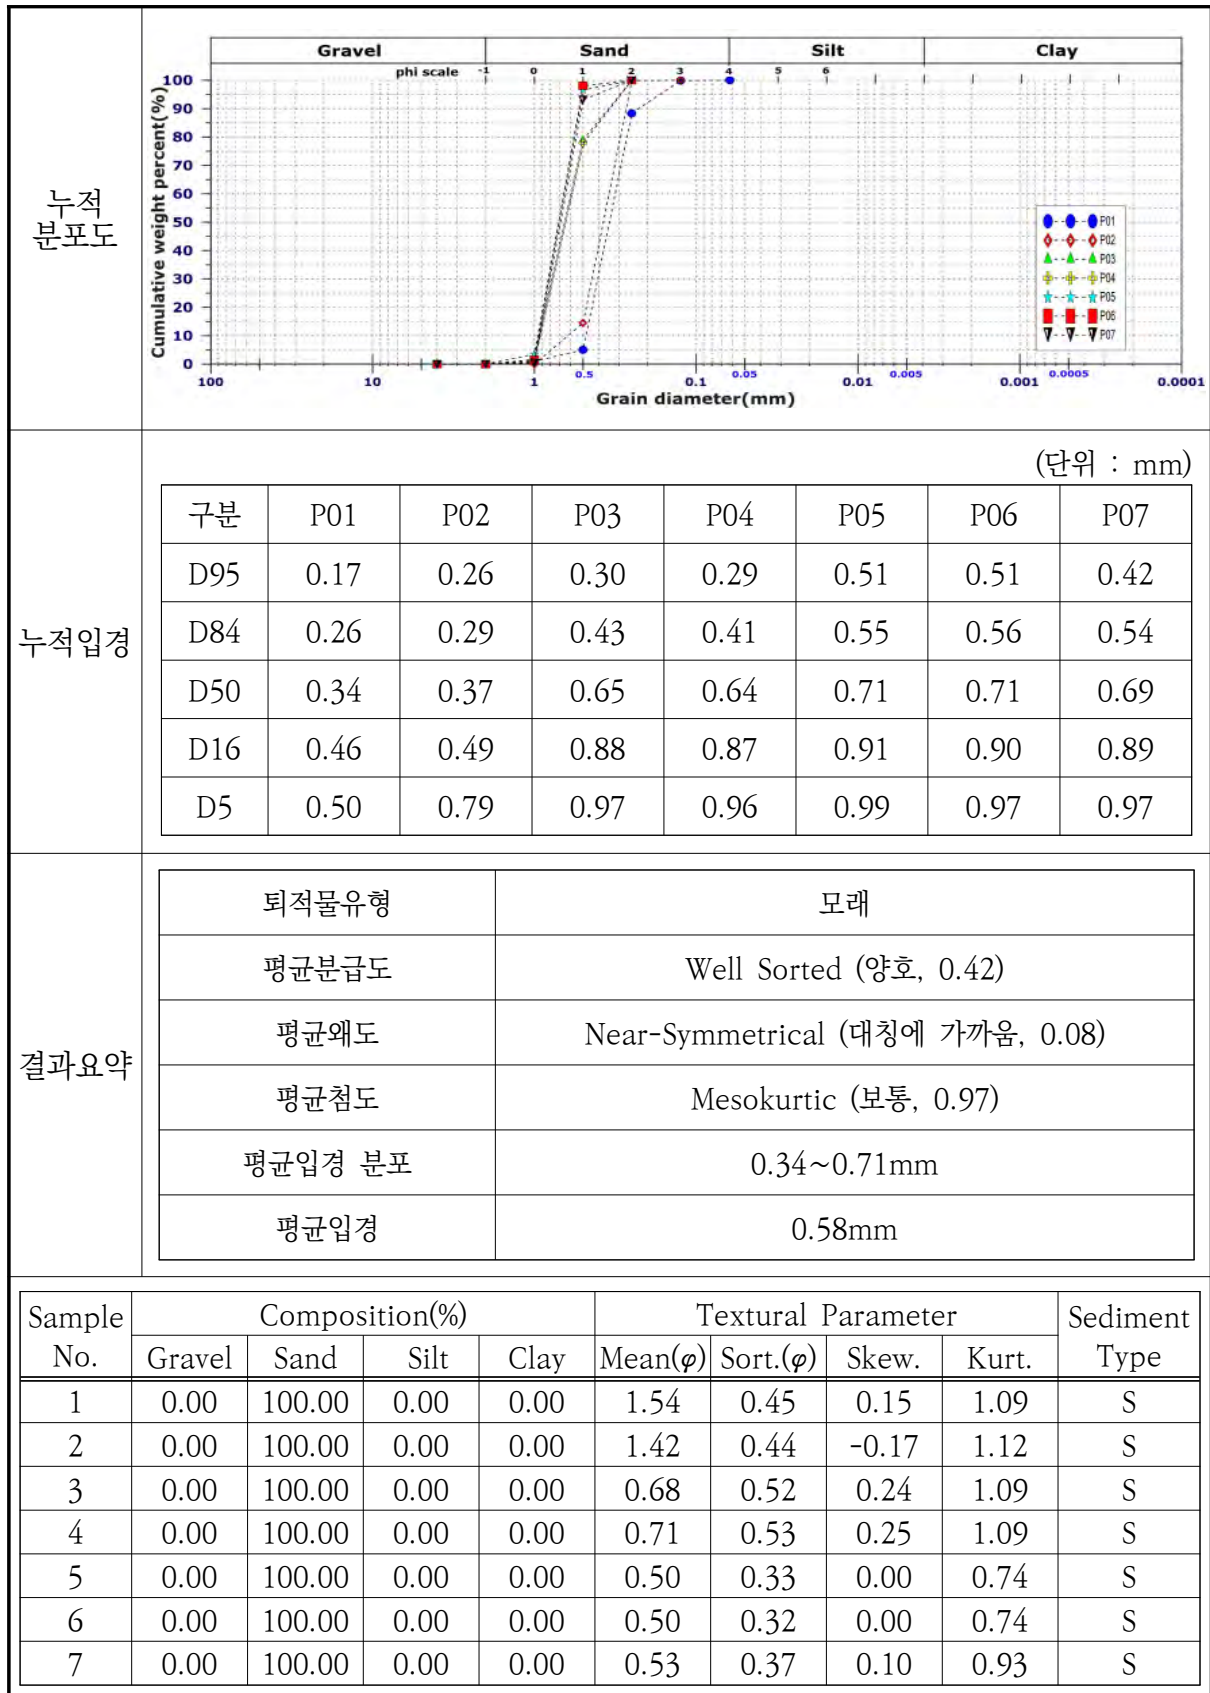 누적
분포도
Gravel Sand Silt Clay
phi scale -1 0 1 2 3 4 5 6
Cumulative weight percent(%)
100
90
80
70
60
50
40
30
20
10
0
P01
P02
P03
P04
P05
P06
P07
100 10 1 0.5 0.1 0.05 0.01 0.005 0.001 0.0005 0.0001
Grain diameter(mm)
누적입경
(단위 : mm)
구분 P01 P02 P03 P04 P05 P06 P07
D95 0.17 0.26 0.30 0.29 0.51 0.51 0.42
D84 0.26 0.29 0.43 0.41 0.55 0.56 0.54
D50 0.34 0.37 0.65 0.64 0.71 0.71 0.69
D16 0.46 0.49 0.88 0.87 0.91 0.90 0.89
D5 0.50 0.79 0.97 0.96 0.99 0.97 0.97
결과요약
퇴적물유형 모래
평균분급도 Well Sorted (양호, 0.42)
평균왜도 Near-Symmetrical (대칭에 가까움, 0.08)
평균첨도 Mesokurtic (보통, 0.97)
평균입경 분포 0.34~0.71mm
평균입경 0.58mm
Sample No. Composition(%) Textural Parameter Sediment Type
Gravel Sand Silt Clay Mean(φ) Sort.(φ) Skew. Kurt.
1 0.00 100.00 0.00 0.00 1.54 0.45 0.15 1.09 S
2 0.00 100.00 0.00 0.00 1.42 0.44 -0.17 1.12 S
3 0.00 100.00 0.00 0.00 0.68 0.52 0.24 1.09 S
4 0.00 100.00 0.00 0.00 0.71 0.53 0.25 1.09 S
5 0.00 100.00 0.00 0.00 0.50 0.33 0.00 0.74 S
6 0.00 100.00 0.00 0.00 0.50 0.32 0.00 0.74 S
7 0.00 100.00 0.00 0.00 0.53 0.37 0.10 0.93 S